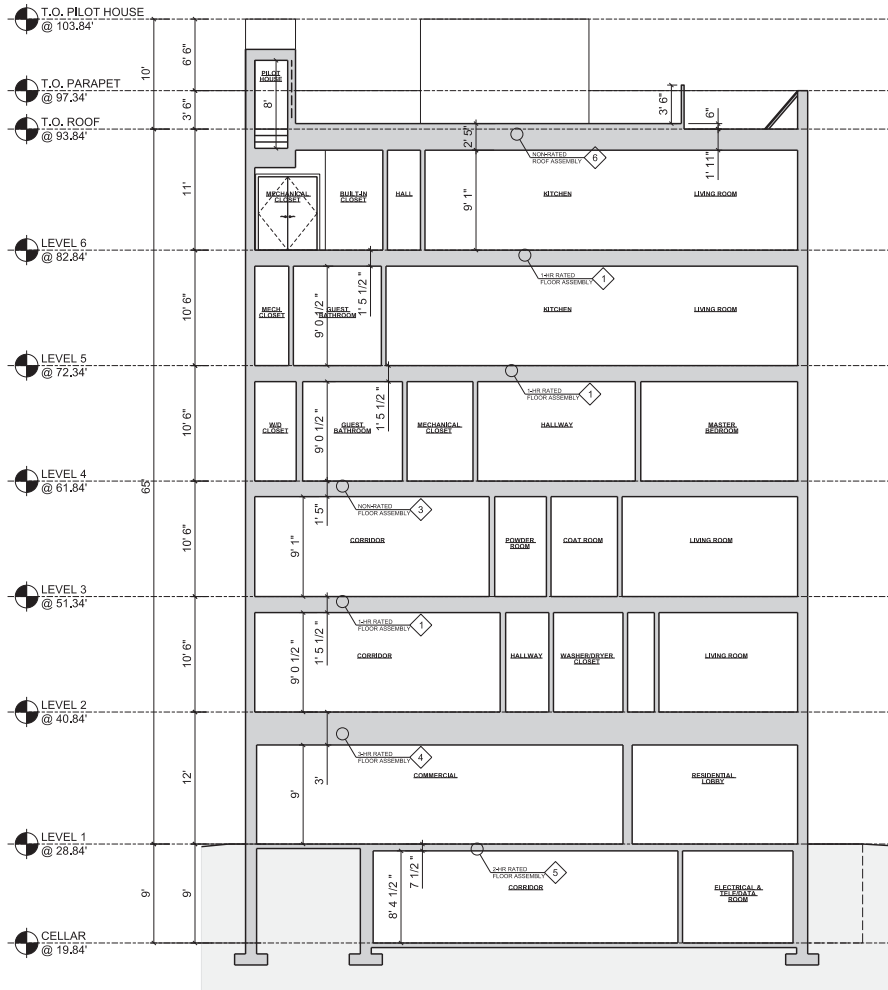 T.O. PILOT HOUSE
@ 103.84'
6' 6"
10'
PILOT
HOUSE
8'
T.O. PARAPET
@ 97.34'
3' 6"
3' 6"
6"
T.O. ROOF
@ 93.84'
2' 5"
NON-RATED
ROOF ASSEMBLY
6
1' 11"
11'
MECHANICAL
CLOSET
BUILT-IN
CLOSET
HALL
9' 1"
KITCHEN
LIVING ROOM
LEVEL 6
@ 82.84'
1-HR RATED
FLOOR ASSEMBLY
1
10' 6"
MECH.
CLOSET
9' 0 1/2 "
GUEST
BATHROOM
1' 5 1/2 "
KITCHEN
LIVING ROOM
LEVEL 5
@ 72.34'
1-HR RATED
FLOOR ASSEMBLY
1
10' 6"
W/D
CLOSET
9' 0 1/2 "
GUEST
BATHROOM
1' 5 1/2 "
MECHANICAL
CLOSET
HALLWAY
MASTER
BEDROOM
LEVEL 4
@ 61.84'
65'
NON-RATED
FLOOR ASSEMBLY
3
10' 6"
9' 1"
1' 5"
CORRIDOR
POWDER
ROOM
COAT ROOM
LIVING ROOM
LEVEL 3
@ 51.34'
1-HR RATED
FLOOR ASSEMBLY
1
10' 6"
9' 0 1/2 "
1' 5 1/2 "
CORRIDOR
HALLWAY
WASHER/DRYER
CLOSET
LIVING ROOM
LEVEL 2
@ 40.84'
3-HR RATED
FLOOR ASSEMBLY
4
12'
9'
3'
COMMERCIAL
RESIDENTIAL
LOBBY
LEVEL 1
@ 28.84'
2-HR RATED
FLOOR ASSEMBLY
5
9'
9'
8' 4 1/2 "
7 1/2 "
CORRIDOR
ELECTRICAL &
TELE/DATA
ROOM
CELLAR
@ 19.84'